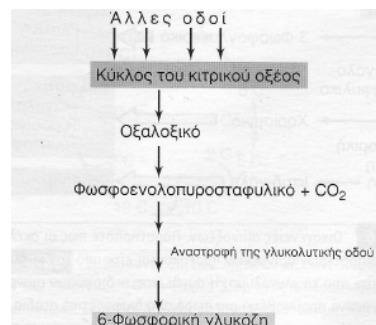 Άλλες οδοί
Κύκλος του κιτρικού οξέος
Οξαλοξικό
Φωσφοενολοπυροσταφυλικό + CO₂
Αναστροφή της γλυκολυτικής οδού
6-Φωσφορική γλυκόζη